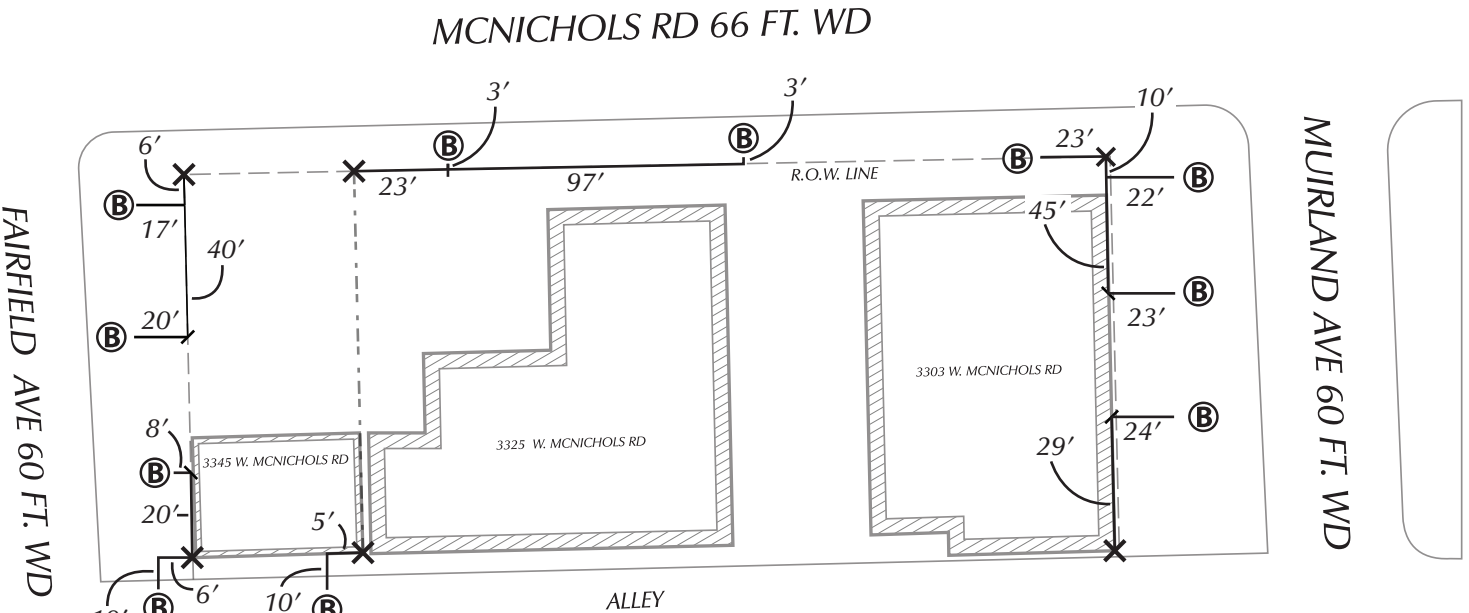 MCNICHOLS RD 66 FT. WD
3′
3′
10′
6′
B
B
23′
B
23′
97′
R.O.W. LINE
B
22′
B
17′
45′
40′
FAIRFIELD AVE 60 FT. WD
MUIRLAND AVE 60 FT. WD
B
23′
20′
B
3303 W. MCNICHOLS RD
B
24′
8′
3325 W. MCNICHOLS RD
29′
3345 W. MCNICHOLS RD
B
20′
5′
6′
10′
B
B
ALLEY